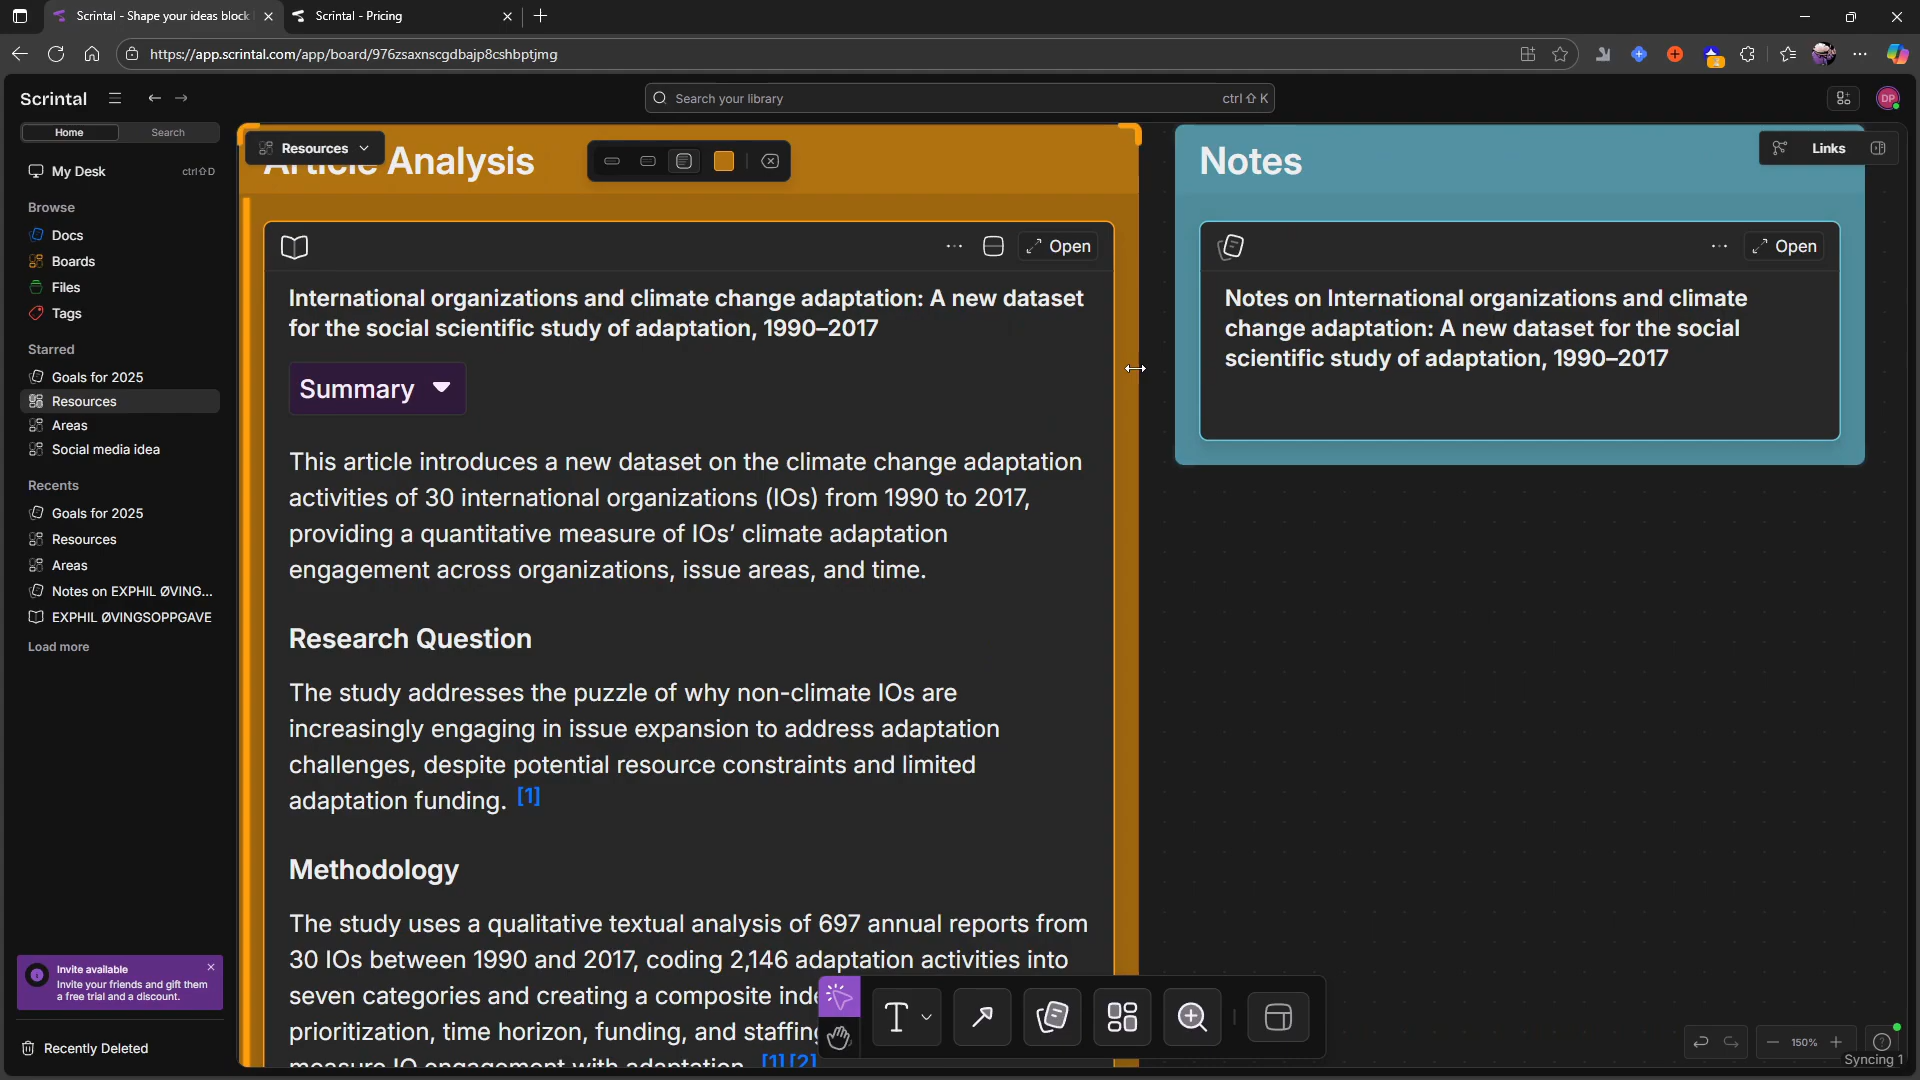 Scrintal - Shape your ideas block
Scrintal - Pricing
https://app.scrintal.com/app/board/976zsaxnscgdbajp8cshbptjmg
Scrintal
Search your library
ctrl⇧K
DP
Home
Search
My Desk
ctrl⇧D
Browse
Docs
Boards
Files
Tags
Starred
Goals for 2025
Resources
Areas
Social media idea
Recents
Goals for 2025
Resources
Areas
Notes on EXPHIL ØVING...
EXPHIL ØVINGSOPPGAVE
Load more
Invite available
Invite your friends and gift them
a free trial and a discount.
Recently Deleted
Resources
Article Analysis
Open
International organizations and climate change adaptation: A new dataset
for the social scientific study of adaptation, 1990–2017
Summary
This article introduces a new dataset on the climate change adaptation
activities of 30 international organizations (IOs) from 1990 to 2017,
providing a quantitative measure of IOs’ climate adaptation
engagement across organizations, issue areas, and time.
Research Question
The study addresses the puzzle of why non-climate IOs are
increasingly engaging in issue expansion to address adaptation
challenges, despite potential resource constraints and limited
adaptation funding. [1]
Methodology
The study uses a qualitative textual analysis of 697 annual reports from
30 IOs between 1990 and 2017, coding 2,146 adaptation activities into
seven categories and creating a composite
prioritization, time horizon, funding, and staffing
measure IO engagement with adaptation. [1][2]
Notes
Links
Open
Notes on International organizations and climate
change adaptation: A new dataset for the social
scientific study of adaptation, 1990–2017
T
150%
Syncing 1